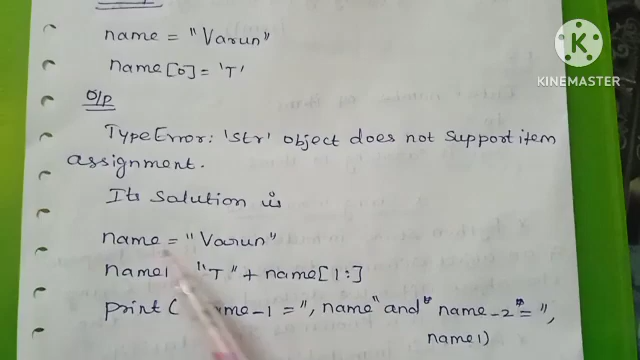 name = "Varun"
name[0] = 'T'
O/p
TypeError: 'str' object does not support item
assignment.
Its solution is
name = "Varun"
name1 "T" + name[1:]
print( name-1 =", name" and" name-2"=",
name1)
K
KINEMASTER